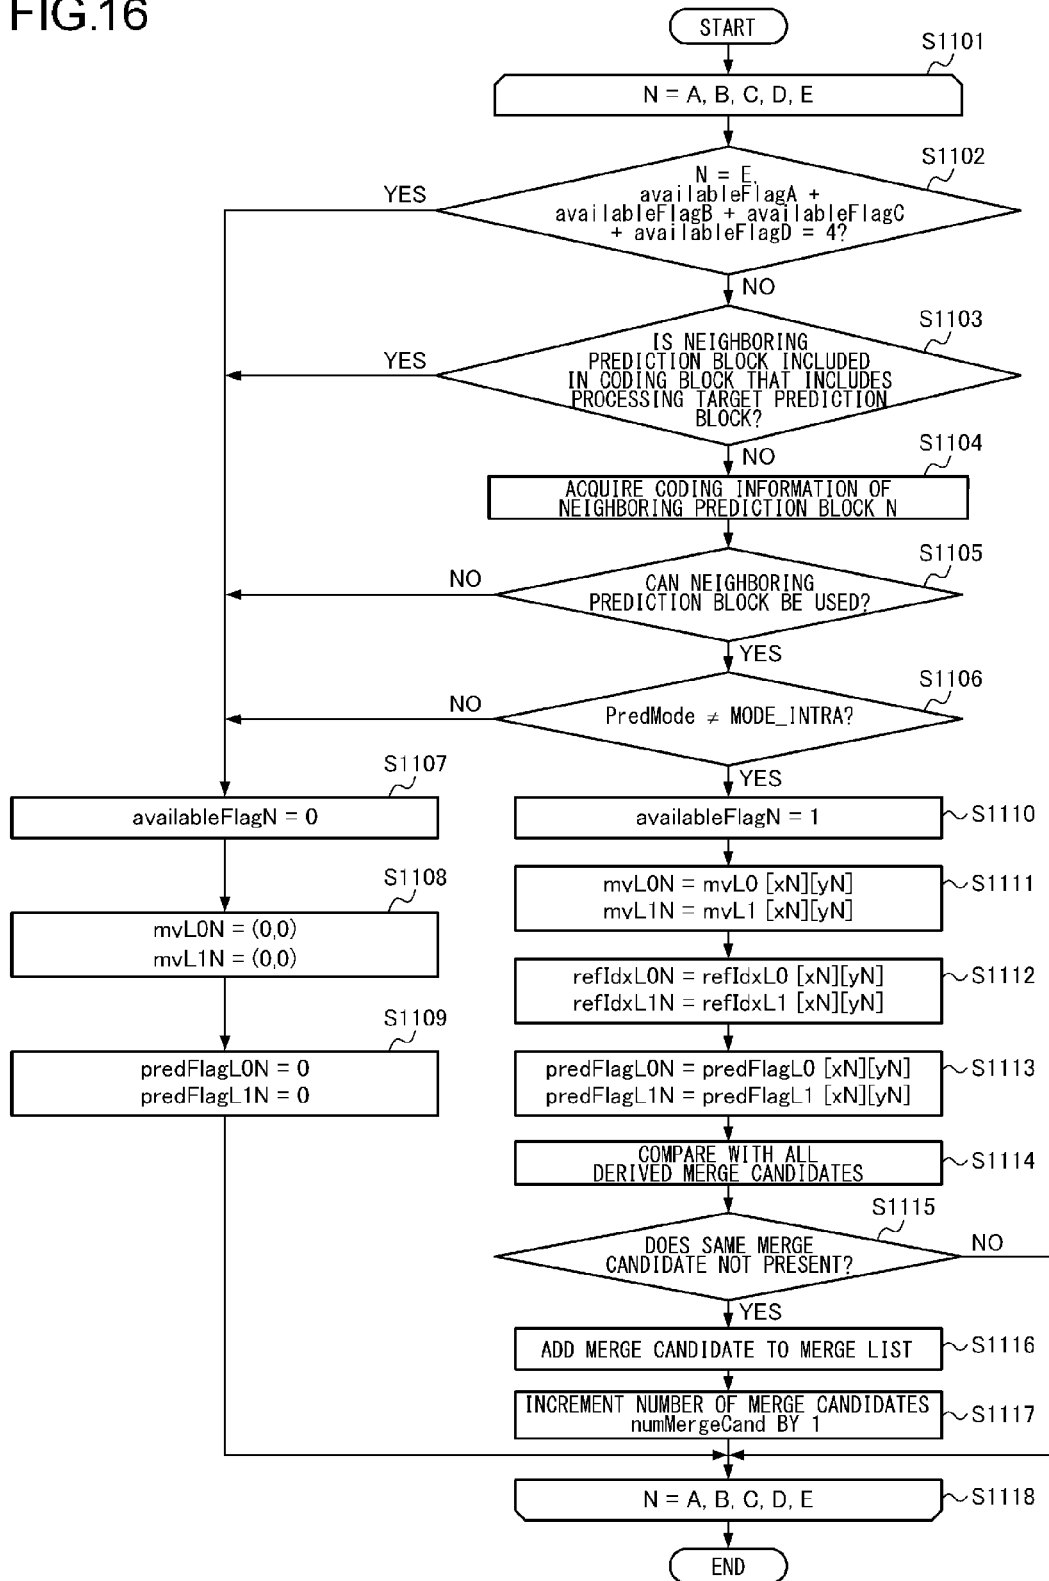 FIG.16
START
S1101
N = A, B, C, D, E
S1102
N = E,
availableFlagA +
availableFlagB + availableFlagC
+ availableFlagD = 4?
YES
NO
S1103
IS NEIGHBORING
PREDICTION BLOCK INCLUDED
IN CODING BLOCK THAT INCLUDES
PROCESSING TARGET PREDICTION
BLOCK?
YES
NO
S1104
ACQUIRE CODING INFORMATION OF
NEIGHBORING PREDICTION BLOCK N
S1105
CAN NEIGHBORING
PREDICTION BLOCK BE USED?
NO
YES
S1106
PredMode ≠ MODE_INTRA?
NO
YES
S1107
availableFlagN = 0
S1108
mvL0N = (0,0)
mvL1N = (0,0)
S1109
predFlagL0N = 0
predFlagL1N = 0
availableFlagN = 1
S1110
mvL0N = mvL0 [xN][yN]
mvL1N = mvL1 [xN][yN]
S1111
refIdxL0N = refIdxL0 [xN][yN]
refIdxL1N = refIdxL1 [xN][yN]
S1112
predFlagL0N = predFlagL0 [xN][yN]
predFlagL1N = predFlagL1 [xN][yN]
S1113
COMPARE WITH ALL
DERIVED MERGE CANDIDATES
S1114
S1115
DOES SAME MERGE
CANDIDATE NOT PRESENT?
NO
YES
ADD MERGE CANDIDATE TO MERGE LIST
S1116
INCREMENT NUMBER OF MERGE CANDIDATES
numMergeCand BY 1
S1117
N = A, B, C, D, E
S1118
END